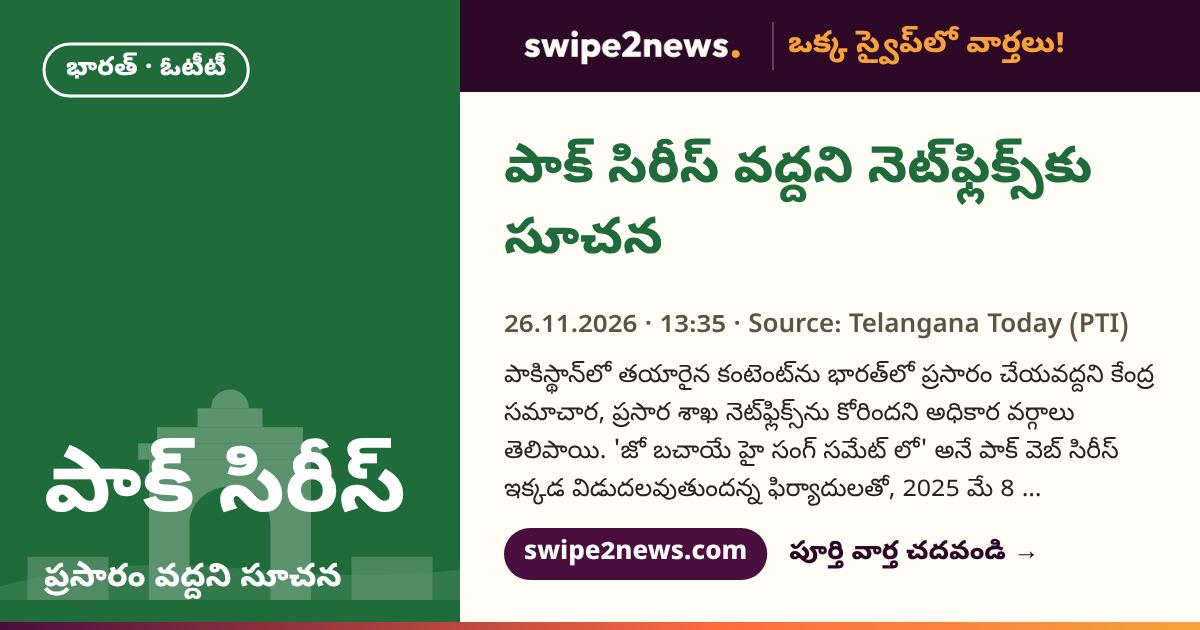 భారత్ · ఓటీటీ
పాక్ సిరీస్
ప్రసారం వద్దని సూచన
swipe2news.
ఒక్క స్వైప్‌లో వార్తలు!
పాక్ సిరీస్ వద్దని నెట్‌ఫ్లిక్స్‌కు
సూచన
26.11.2026 · 13:35 · Source: Telangana Today (PTI)
పాకిస్థాన్‌లో తయారైన కంటెంట్‌ను భారత్‌లో ప్రసారం చేయవద్దని కేంద్ర
సమాచార, ప్రసార శాఖ నెట్‌ఫ్లిక్స్‌ను కోరిందని అధికార వర్గాలు
తెలిపాయి. 'జో బచాయే హై సంగ్ సమేట్ లో' అనే పాక్ వెబ్ సిరీస్
ఇక్కడ విడుదలవుతుందన్న ఫిర్యాదులతో, 2025 మే 8 ...
swipe2news.com
పూర్తి వార్త చదవండి →